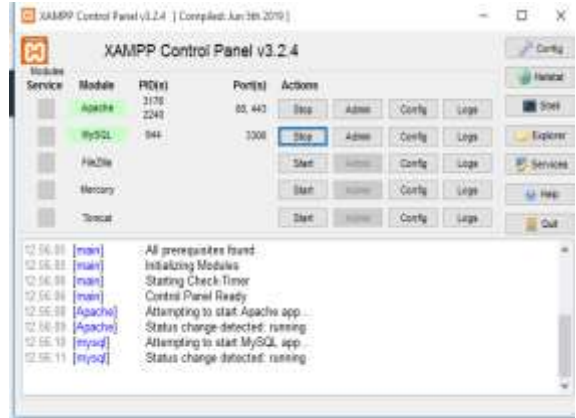 XAMPP Control Panel v3.2.4 [ Compiled: Jun 5th 2019 ]
XAMPP Control Panel v3.2.4
Config
Modules
Service Module PID(s) Port(s) Actions
Netstat
Apache 80, 443 Stop Admin Config Logs
Shell
MySQL Stop Admin Config Logs
Explorer
FileZilla Start Admin Config Logs
Services
Mercury Start Admin Config Logs
Help
Tomcat Start Admin Config Logs
Quit
[main] All prerequisites found
[main] Initializing Modules
[main] Starting Check-Timer
[main] Control Panel Ready
[Apache] Attempting to start Apache app...
[Apache] Status change detected: running
[mysql] Attempting to start MySQL app...
[mysql] Status change detected: running